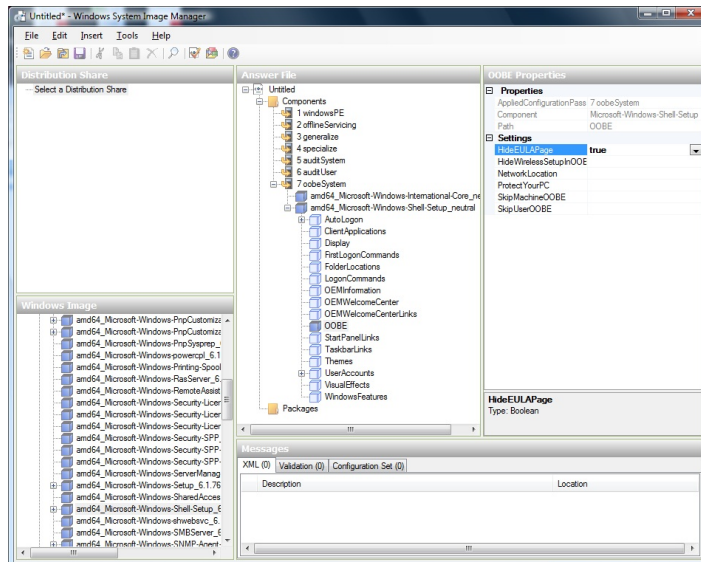 Untitled* - Windows System Image Manager
File Edit Insert Tools Help
Distribution Share
Select a Distribution Share
Windows Image
amd64_Microsoft-Windows-PnpCustomiza
amd64_Microsoft-Windows-PnpCustomiza
amd64_Microsoft-Windows-PnpSysprep_
amd64_Microsoft-Windows-powercpl_6.1
amd64_Microsoft-Windows-Printing-Spool
amd64_Microsoft-Windows-RasServer_6.
amd64_Microsoft-Windows-RemoteAssist
amd64_Microsoft-Windows-Security-Licer
amd64_Microsoft-Windows-Security-Licer
amd64_Microsoft-Windows-Security-Licer
amd64_Microsoft-Windows-Security-SPP_
amd64_Microsoft-Windows-Security-SPP-
amd64_Microsoft-Windows-Security-SPP-
amd64_Microsoft-Windows-ServerManag
amd64_Microsoft-Windows-Setup_6.1.76
amd64_Microsoft-Windows-SharedAcces
amd64_Microsoft-Windows-Shell-Setup_6
amd64_Microsoft-Windows-shwebsvc_6.
amd64_Microsoft-Windows-SMBServer_6
amd64_Microsoft-Windows-SNMP-Agent-
Answer File
Untitled
Components
1 windowsPE
2 offlineServicing
3 generalize
4 specialize
5 auditSystem
6 auditUser
7 oobeSystem
amd64_Microsoft-Windows-International-Core_ne
amd64_Microsoft-Windows-Shell-Setup_neutral
AutoLogon
ClientApplications
Display
FirstLogonCommands
FolderLocations
LogonCommands
OEMInformation
OEMWelcomeCenter
OEMWelcomeCenterLinks
OOBE
StartPanelLinks
TaskbarLinks
Themes
UserAccounts
VisualEffects
WindowsFeatures
Packages
OOBE Properties
Properties
AppliedConfigurationPass 7 oobeSystem
Component Microsoft-Windows-Shell-Setup
Path OOBE
Settings
HideEULAPage true
HideWirelessSetupInOOE
NetworkLocation
ProtectYourPC
SkipMachineOOBE
SkipUserOOBE
HideEULAPage
Type: Boolean
Messages
XML (0) Validation (0) Configuration Set (0)
Description Location